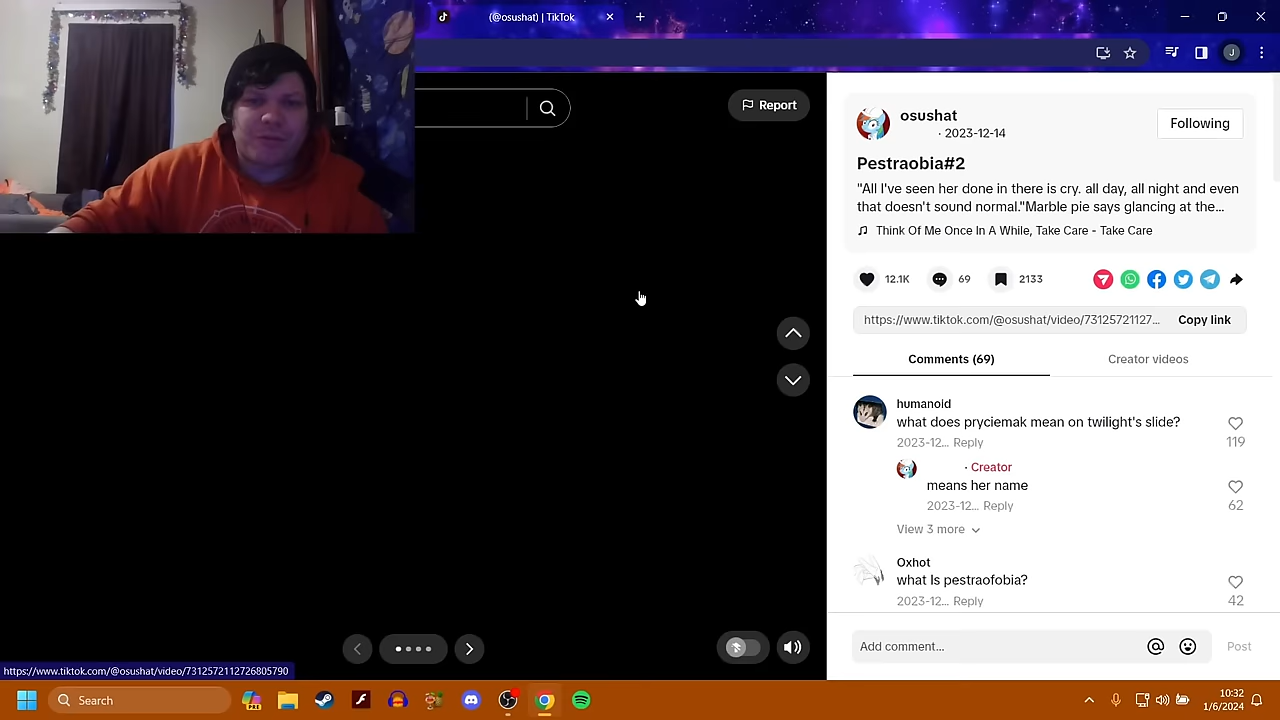 (@osushat) | TikTok
J
Report
osushat
· 2023-12-14
Following
Pestraobia#2
"All I've seen her done in there is cry. all day, all night and even
that doesn't sound normal."Marble pie says glancing at the...
Think Of Me Once In A While, Take Care - Take Care
12.1K
69
2133
https://www.tiktok.com/@osushat/video/73125721127...
Copy link
Comments (69)
Creator videos
humanoid
what does pryciemak mean on twilight's slide?
2023-12... Reply
119
· Creator
means her name
2023-12... Reply
62
View 3 more
Oxhot
what Is pestraofobia?
2023-12... Reply
42
Add comment...
Post
https://www.tiktok.com/@osushat/video/7312572112726805790
Search
10:32
1/6/2024